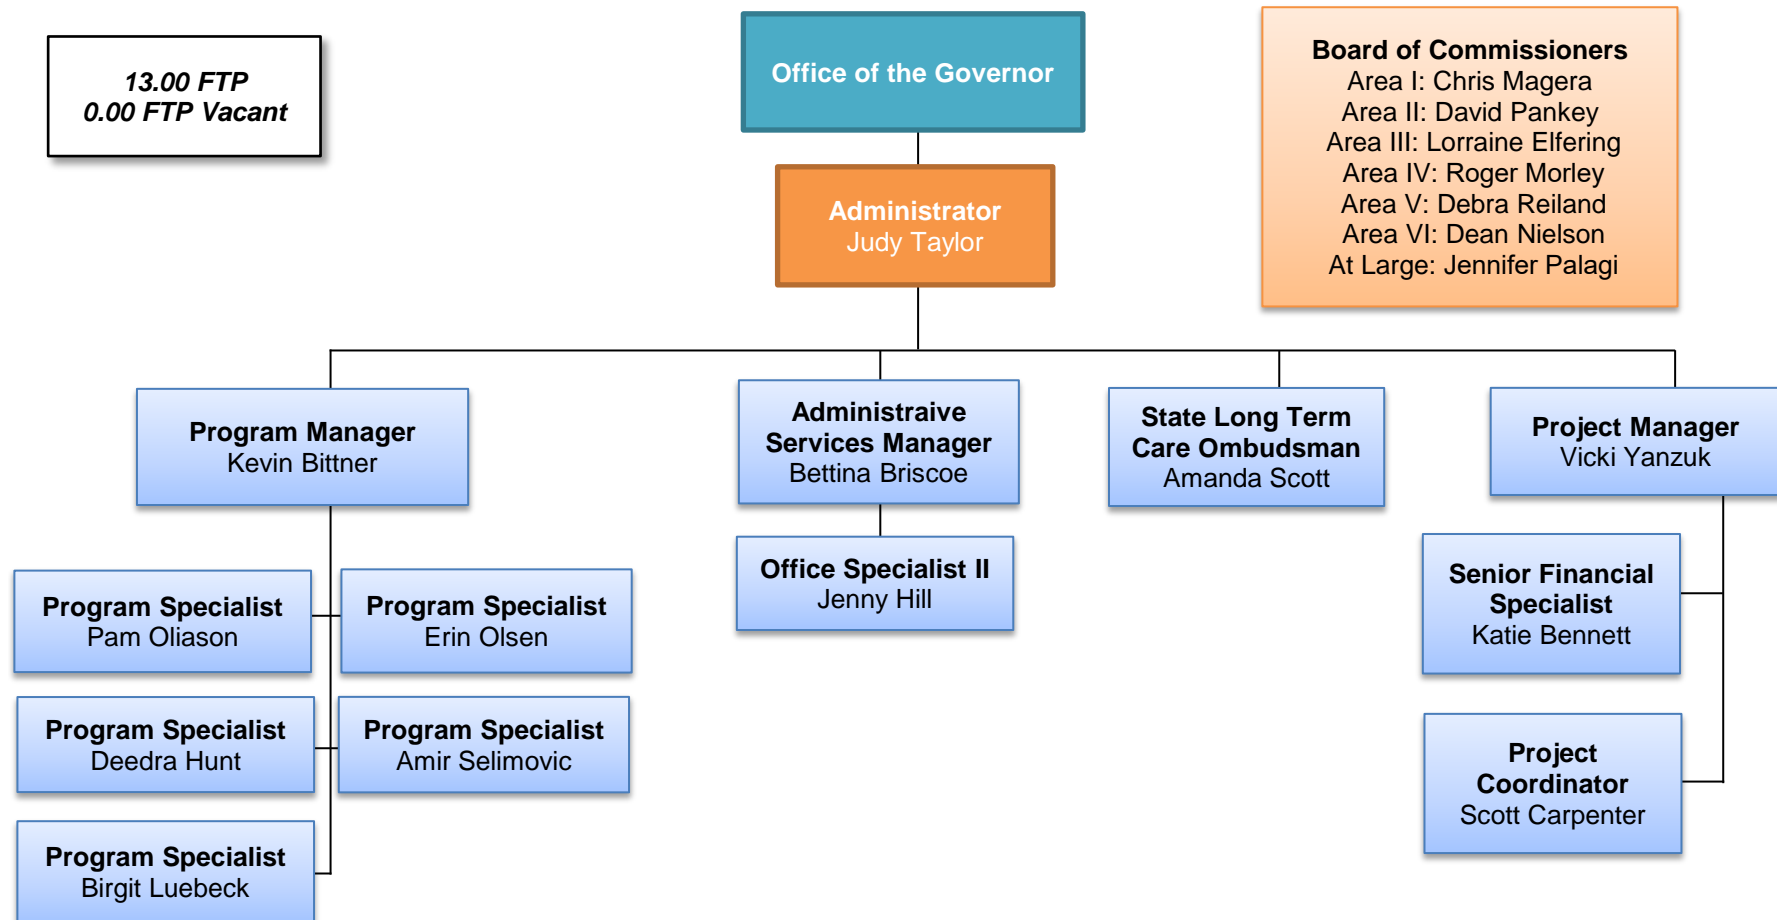 13.00 FTP
0.00 FTP Vacant
Office of the Governor
Board of Commissioners
Area I: Chris Magera
Area II: David Pankey
Area III: Lorraine Elfering
Area IV: Roger Morley
Area V: Debra Reiland
Area VI: Dean Nielson
At Large: Jennifer Palagi
Administrator
Judy Taylor
Program Manager
Kevin Bittner
Administraive
Services Manager
Bettina Briscoe
State Long Term
Care Ombudsman
Amanda Scott
Project Manager
Vicki Yanzuk
Program Specialist
Pam Oliason
Program Specialist
Erin Olsen
Office Specialist II
Jenny Hill
Senior Financial
Specialist
Katie Bennett
Program Specialist
Deedra Hunt
Program Specialist
Amir Selimovic
Project
Coordinator
Scott Carpenter
Program Specialist
Birgit Luebeck